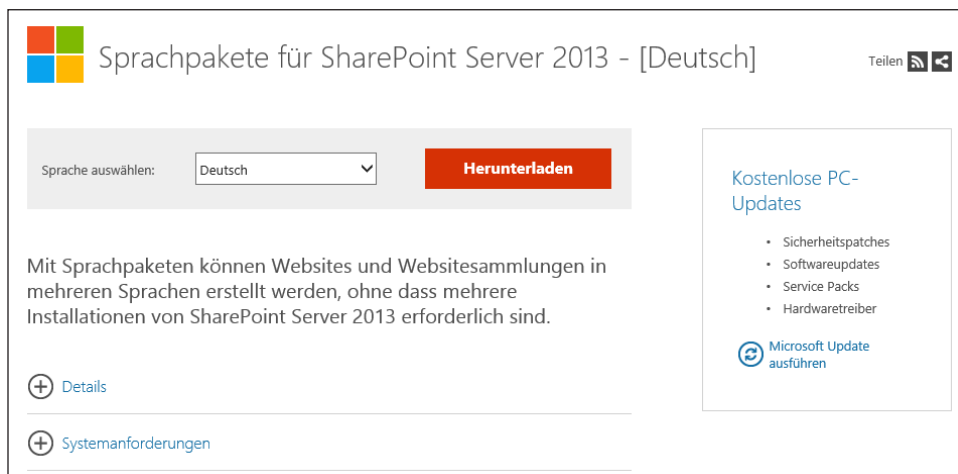 Sprachpakete für SharePoint Server 2013 - [Deutsch]
Teilen
Sprache auswählen:
Deutsch
Herunterladen
Mit Sprachpaketen können Websites und Websitesammlungen in
mehreren Sprachen erstellt werden, ohne dass mehrere
Installationen von SharePoint Server 2013 erforderlich sind.
Details
Systemanforderungen
Kostenlose PC-
Updates
• Sicherheitspatches
• Softwareupdates
• Service Packs
• Hardwaretreiber
Microsoft Update
ausführen